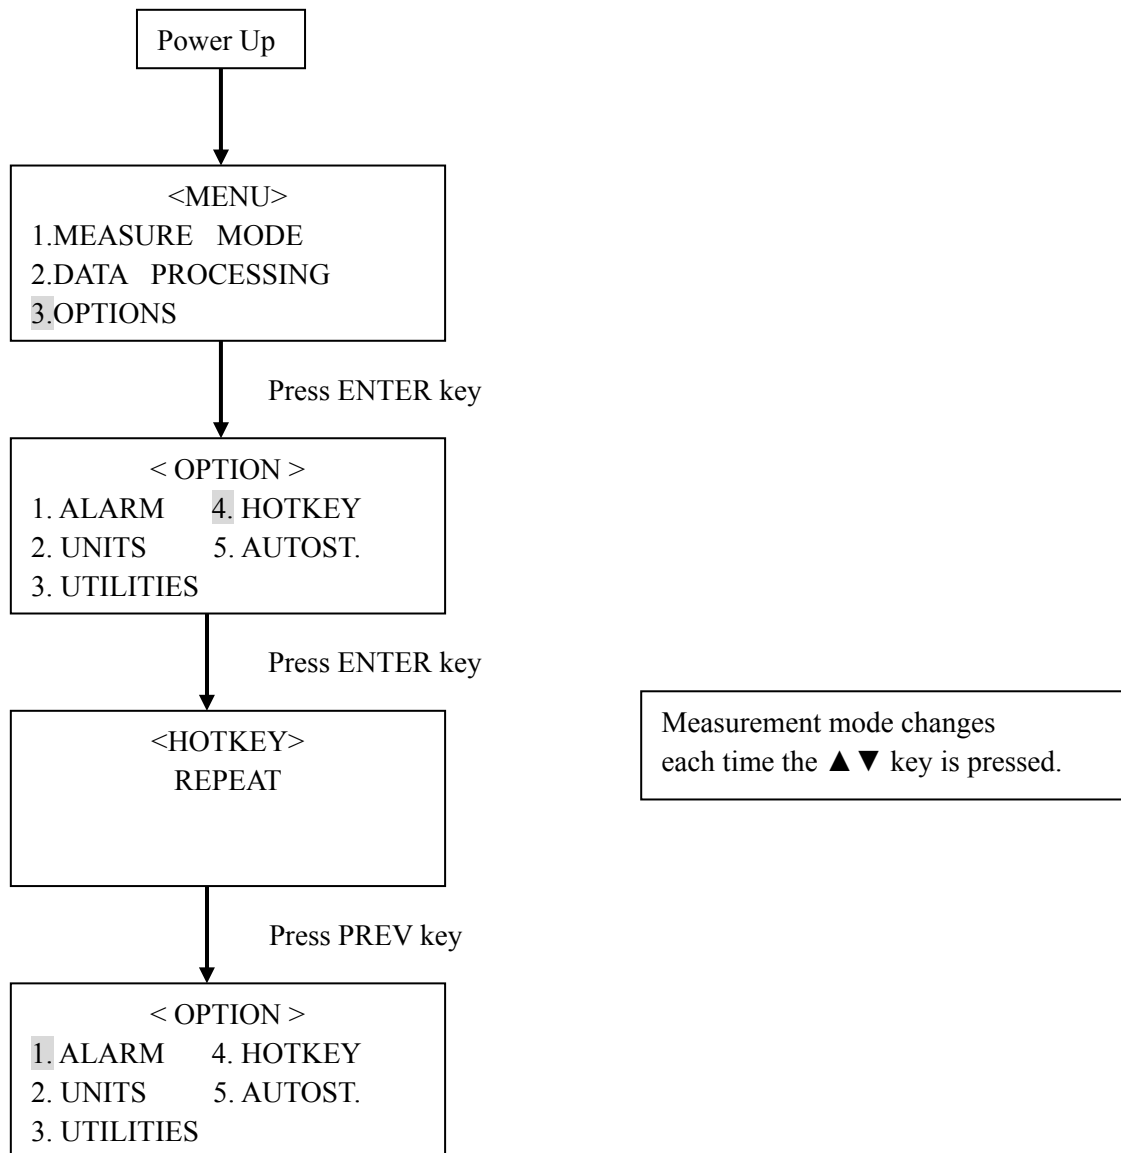 Power Up
<MENU>
1.MEASURE MODE
2.DATA PROCESSING
3.OPTIONS
Press ENTER key
< OPTION >
1. ALARM 4. HOTKEY
2. UNITS 5. AUTOST.
3. UTILITIES
Press ENTER key
<HOTKEY>
REPEAT
Measurement mode changes
each time the ▲▼ key is pressed.
Press PREV key
< OPTION >
1. ALARM 4. HOTKEY
2. UNITS 5. AUTOST.
3. UTILITIES